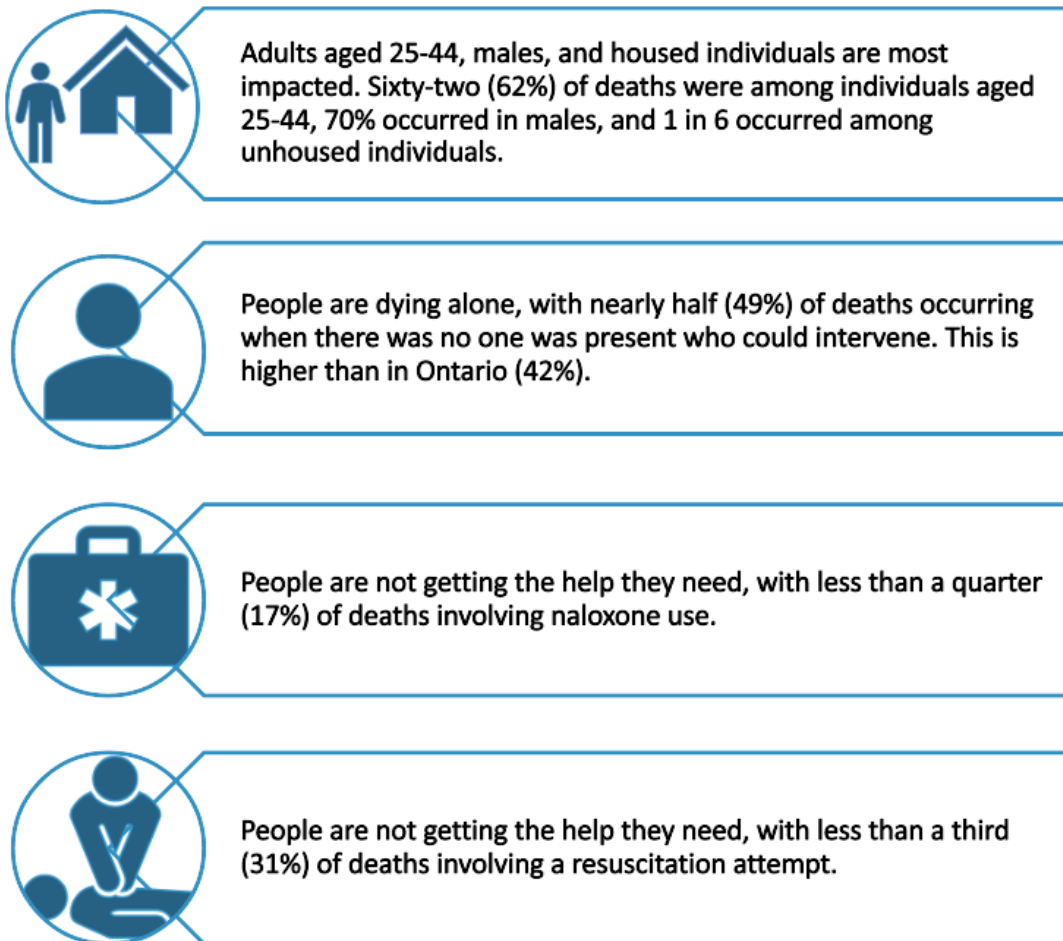 Adults aged 25-44, males, and housed individuals are most
impacted. Sixty-two (62%) of deaths were among individuals aged
25-44, 70% occurred in males, and 1 in 6 occurred among
unhoused individuals.
People are dying alone, with nearly half (49%) of deaths occurring
when there was no one was present who could intervene. This is
higher than in Ontario (42%).
People are not getting the help they need, with less than a quarter
(17%) of deaths involving naloxone use.
People are not getting the help they need, with less than a third
(31%) of deaths involving a resuscitation attempt.